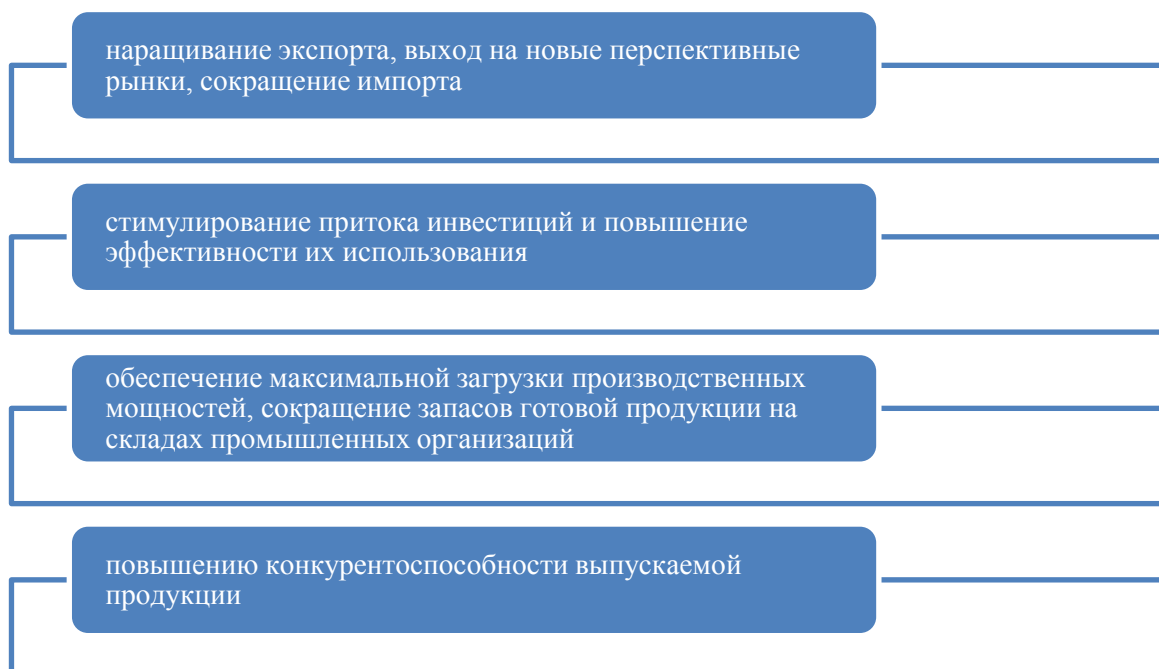 наращивание экспорта, выход на новые перспективные
рынки, сокращение импорта
стимулирование притока инвестиций и повышение
эффективности их использования
обеспечение максимальной загрузки производственных
мощностей, сокращение запасов готовой продукции на
складах промышленных организаций
повышению конкурентоспособности выпускаемой
продукции